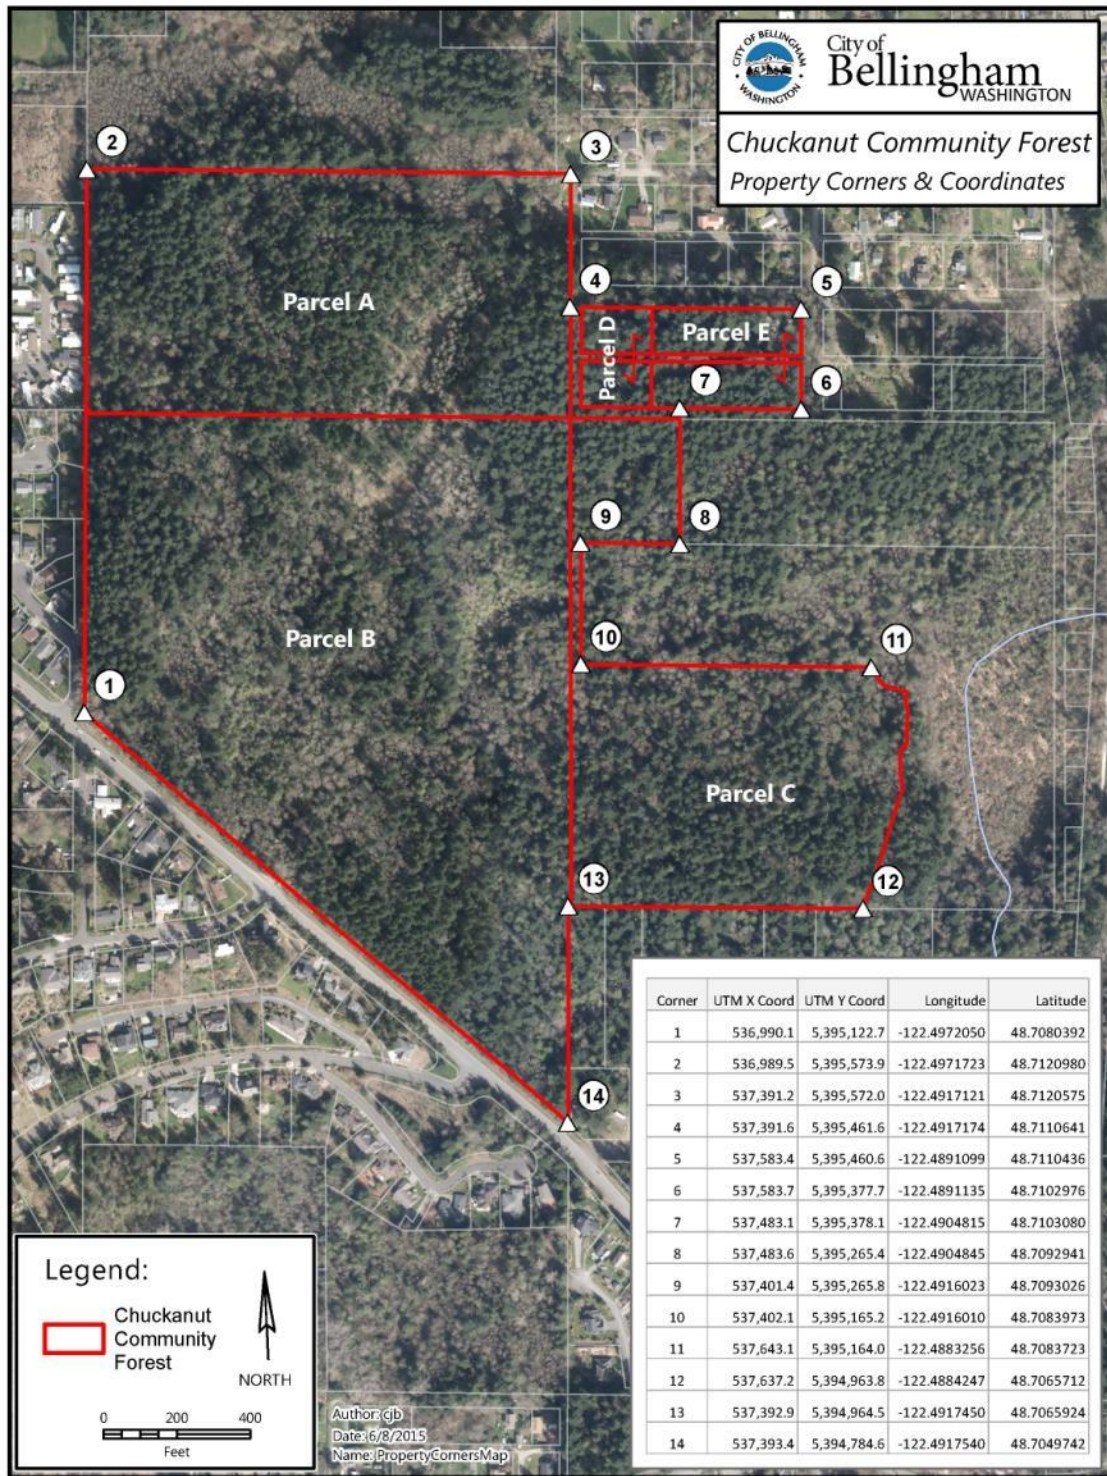 CITY OF BELLINGHAM
WASHINGTON
City of
Bellingham
WASHINGTON
Chuckanut Community Forest
Property Corners & Coordinates
2
3
Parcel A
4
5
Parcel D
Parcel E
7
6
9
8
Parcel B
10
11
1
Parcel C
13
12
14
Corner UTM X Coord UTM Y Coord Longitude Latitude
1 536,990.1 5,395,122.7 -122.4972050 48.7080392
2 536,989.5 5,395,573.9 -122.4971723 48.7120980
3 537,391.2 5,395,572.0 -122.4917121 48.7120575
4 537,391.6 5,395,461.6 -122.4917174 48.7110641
5 537,583.4 5,395,460.6 -122.4891099 48.7110436
6 537,583.7 5,395,377.7 -122.4891135 48.7102976
7 537,483.1 5,395,378.1 -122.4904815 48.7103080
8 537,483.6 5,395,265.4 -122.4904845 48.7092941
9 537,401.4 5,395,265.8 -122.4916023 48.7093026
10 537,402.1 5,395,165.2 -122.4916010 48.7083973
11 537,643.1 5,395,164.0 -122.4883256 48.7083723
12 537,637.2 5,394,963.8 -122.4884247 48.7065712
13 537,392.9 5,394,964.5 -122.4917450 48.7065924
14 537,393.4 5,394,784.6 -122.4917540 48.7049742
Legend:
Chuckanut
Community
Forest
NORTH
0 200 400
Feet
Author: cjb
Date: 6/8/2015
Name: PropertyCornersMap